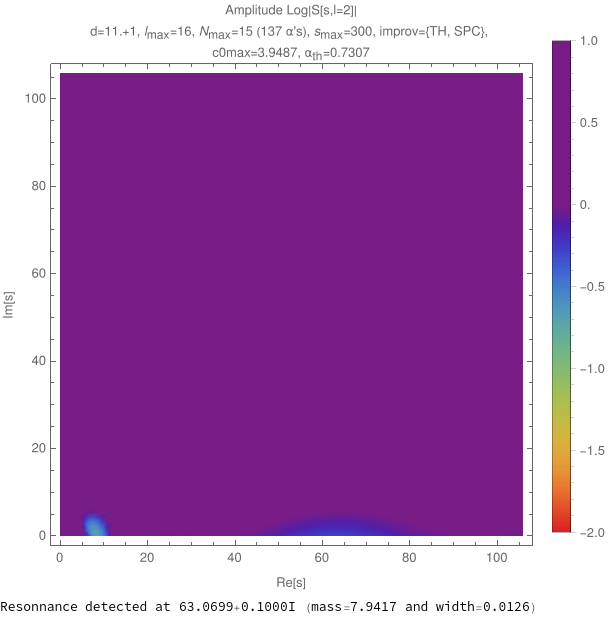 Amplitude Log|S[s,l=2]|
d=11.+1, lmax=16, Nmax=15 (137 α's), smax=300, improv={TH, SPC},
c0max=3.9487, αth=0.7307
1.0
0.5
0.
−0.5
−1.0
−1.5
−2.0
100
80
60
40
20
0
Im[s]
0 20 40 60 80 100
Re[s]
Resonnance detected at 63.0699+0.1000I (mass=7.9417 and width=0.0126)